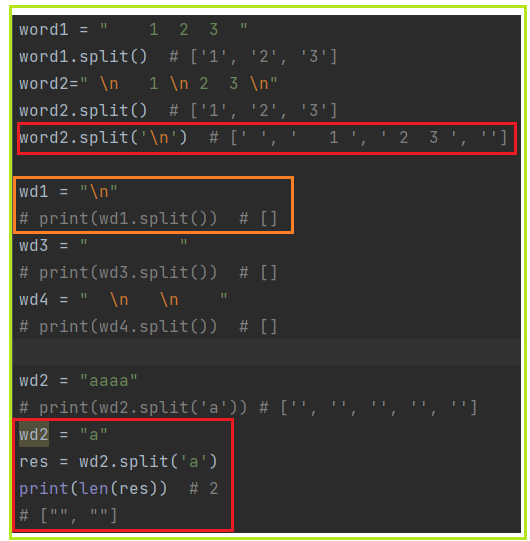 word1 = "    1  2  3  "
word1.split()  # ['1', '2', '3']
word2=" \n   1 \n 2  3 \n"
word2.split()  # ['1', '2', '3']
word2.split('\n')  # [' ', '   1 ', ' 2  3 ', '']
wd1 = "\n"
# print(wd1.split())  # []
wd3 = "         "
# print(wd3.split())  # []
wd4 = "  \n   \n    "
# print(wd4.split())  # []
wd2 = "aaaa"
# print(wd2.split('a')) # ['', '', '', '', '']
wd2 = "a"
res = wd2.split('a')
print(len(res))  # 2
# ["", ""]